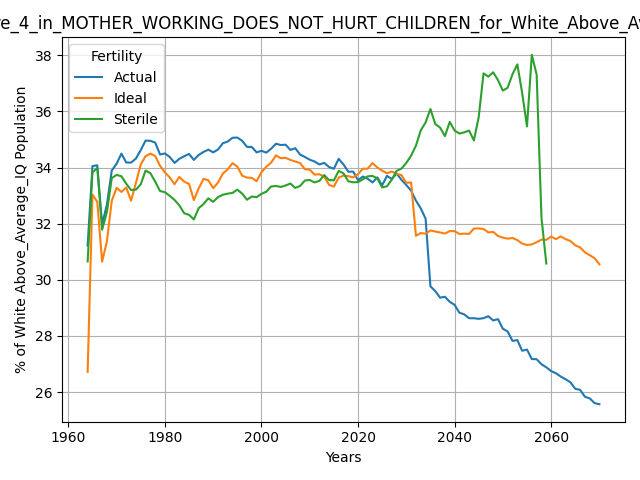 e_4_in_MOTHER_WORKING_DOES_NOT_HURT_CHILDREN_for_White_Above_A
38
36
34
32
30
28
26
% of White Above_Average_IQ Population
Fertility
Actual
Ideal
Sterile
1960
1980
2000
2020
2040
2060
Years